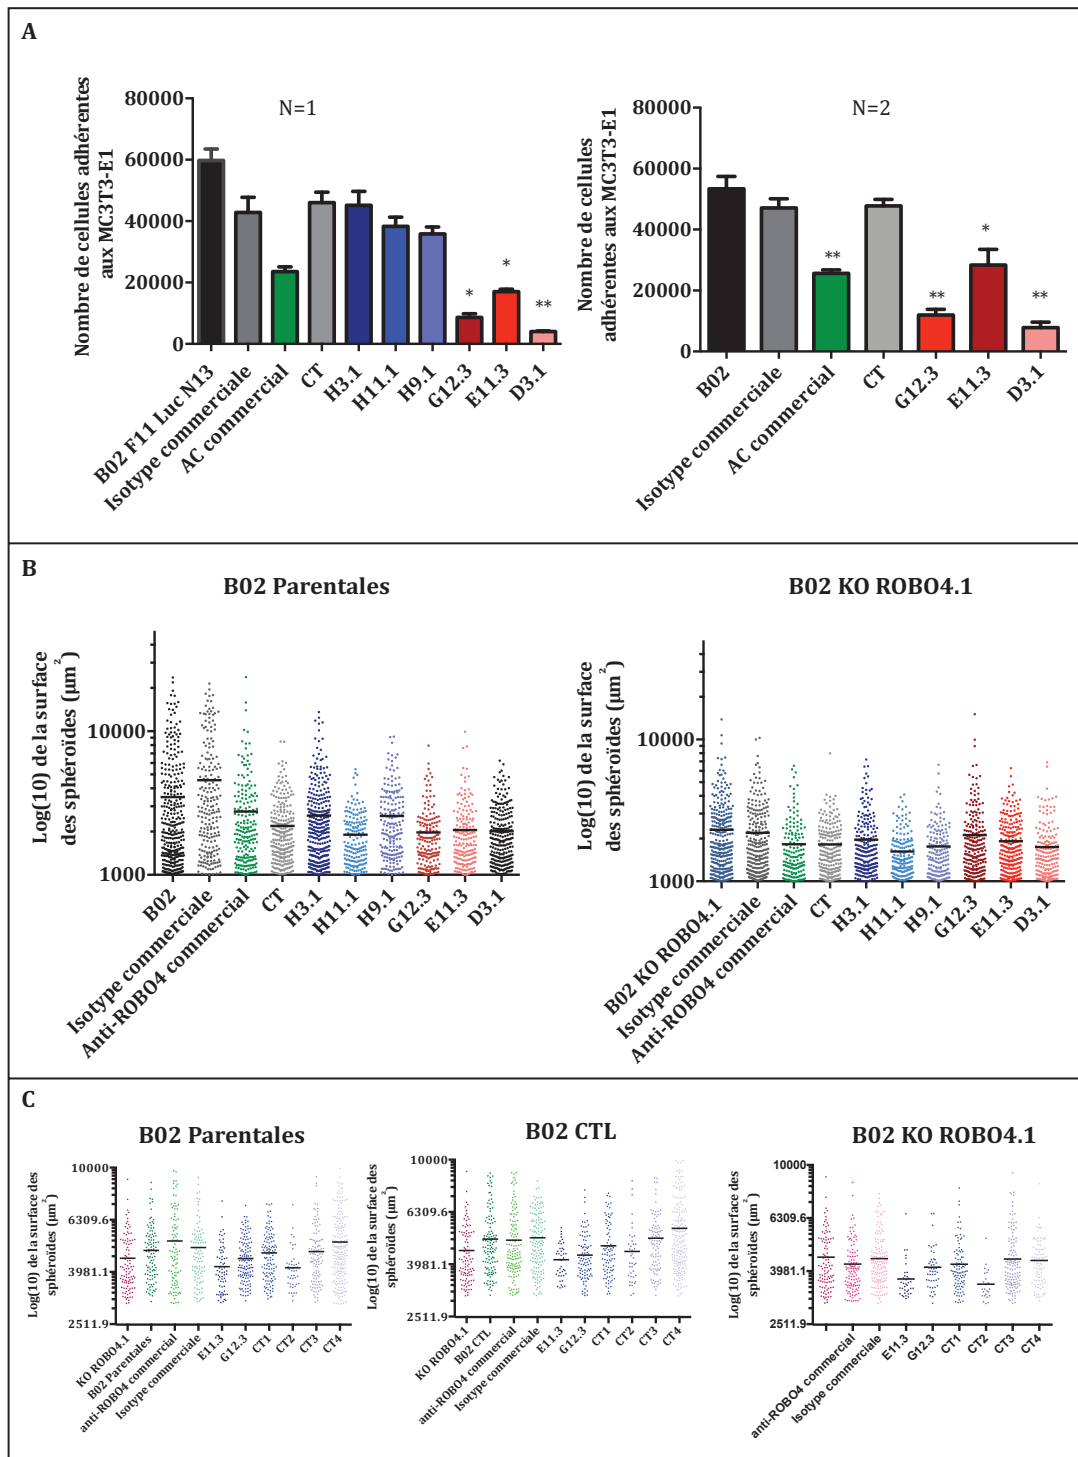 A
N=1
Nombre de cellules adhérentes
aux MC3T3-E1
80000
60000
40000
20000
0
B02 F11 Luc N13
Isotype commerciale
AC commercial
CT
H3.1
H11.1
H9.1
G12.3
E11.3
D3.1
*
*
**
N=2
Nombre de cellules
adhérentes aux MC3T3-E1
80000
60000
40000
20000
0
B02
Isotype commerciale
AC commercial
CT
G12.3
E11.3
D3.1
**
**
*
**
B
B02 Parentales
Log(10) de la surface
des sphéroïdes (µm²)
10000
1000
B02
Isotype commerciale
Anti-ROBO4 commercial
CT
H3.1
H11.1
H9.1
G12.3
E11.3
D3.1
B02 KO ROBO4.1
Log(10) de la surface
des sphéroïdes (µm²)
10000
1000
B02 KO ROBO4.1
Isotype commerciale
Anti-ROBO4 commercial
CT
H3.1
H11.1
H9.1
G12.3
E11.3
D3.1
C
B02 Parentales
Log(10) de la surface des
sphéroïdes (µm²)
10000
6309.6
3981.1
2511.9
KO ROBO4.1
B02 Parentales
anti-ROBO4 commercial
Isotype commerciale
E11.3
G12.3
CT1
CT2
CT3
CT4
B02 CTL
Log(10) de la surface des
sphéroïdes (µm²)
10000
6309.6
3981.1
2511.9
KO ROBO4.1
B02 CTL
anti-ROBO4 commercial
Isotype commerciale
E11.3
G12.3
CT1
CT2
CT3
CT4
B02 KO ROBO4.1
Log(10) de la surface des
sphéroïdes (µm²)
10000
6309.6
3981.1
2511.9
anti-ROBO4 commercial
Isotype commerciale
E11.3
G12.3
CT1
CT2
CT3
CT4